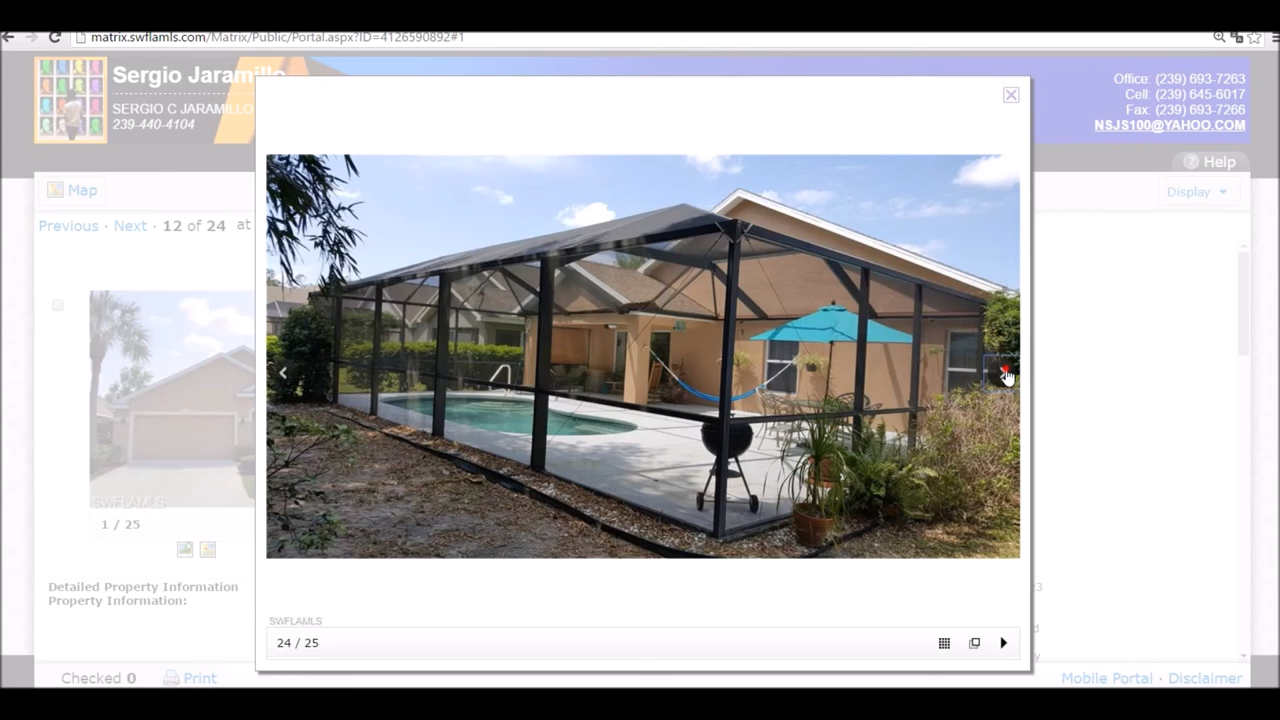 matrix.swflamls.com/Matrix/Public/Portal.aspx?ID=4126590892#1
Sergio Jaramillo
SERGIO C JARAMILLO
239-440-4104
Office: (239) 693-7263
Cell: (239) 645-6017
Fax: (239) 693-7266
NSJS100@YAHOO.COM
? Help
Map
Display
Previous · Next · 12 of 24 at
SWFLAMLS
1 / 25
Detailed Property Information
Property Information:
SWFLAMLS
24 / 25
Checked 0
Print
Mobile Portal · Disclaimer